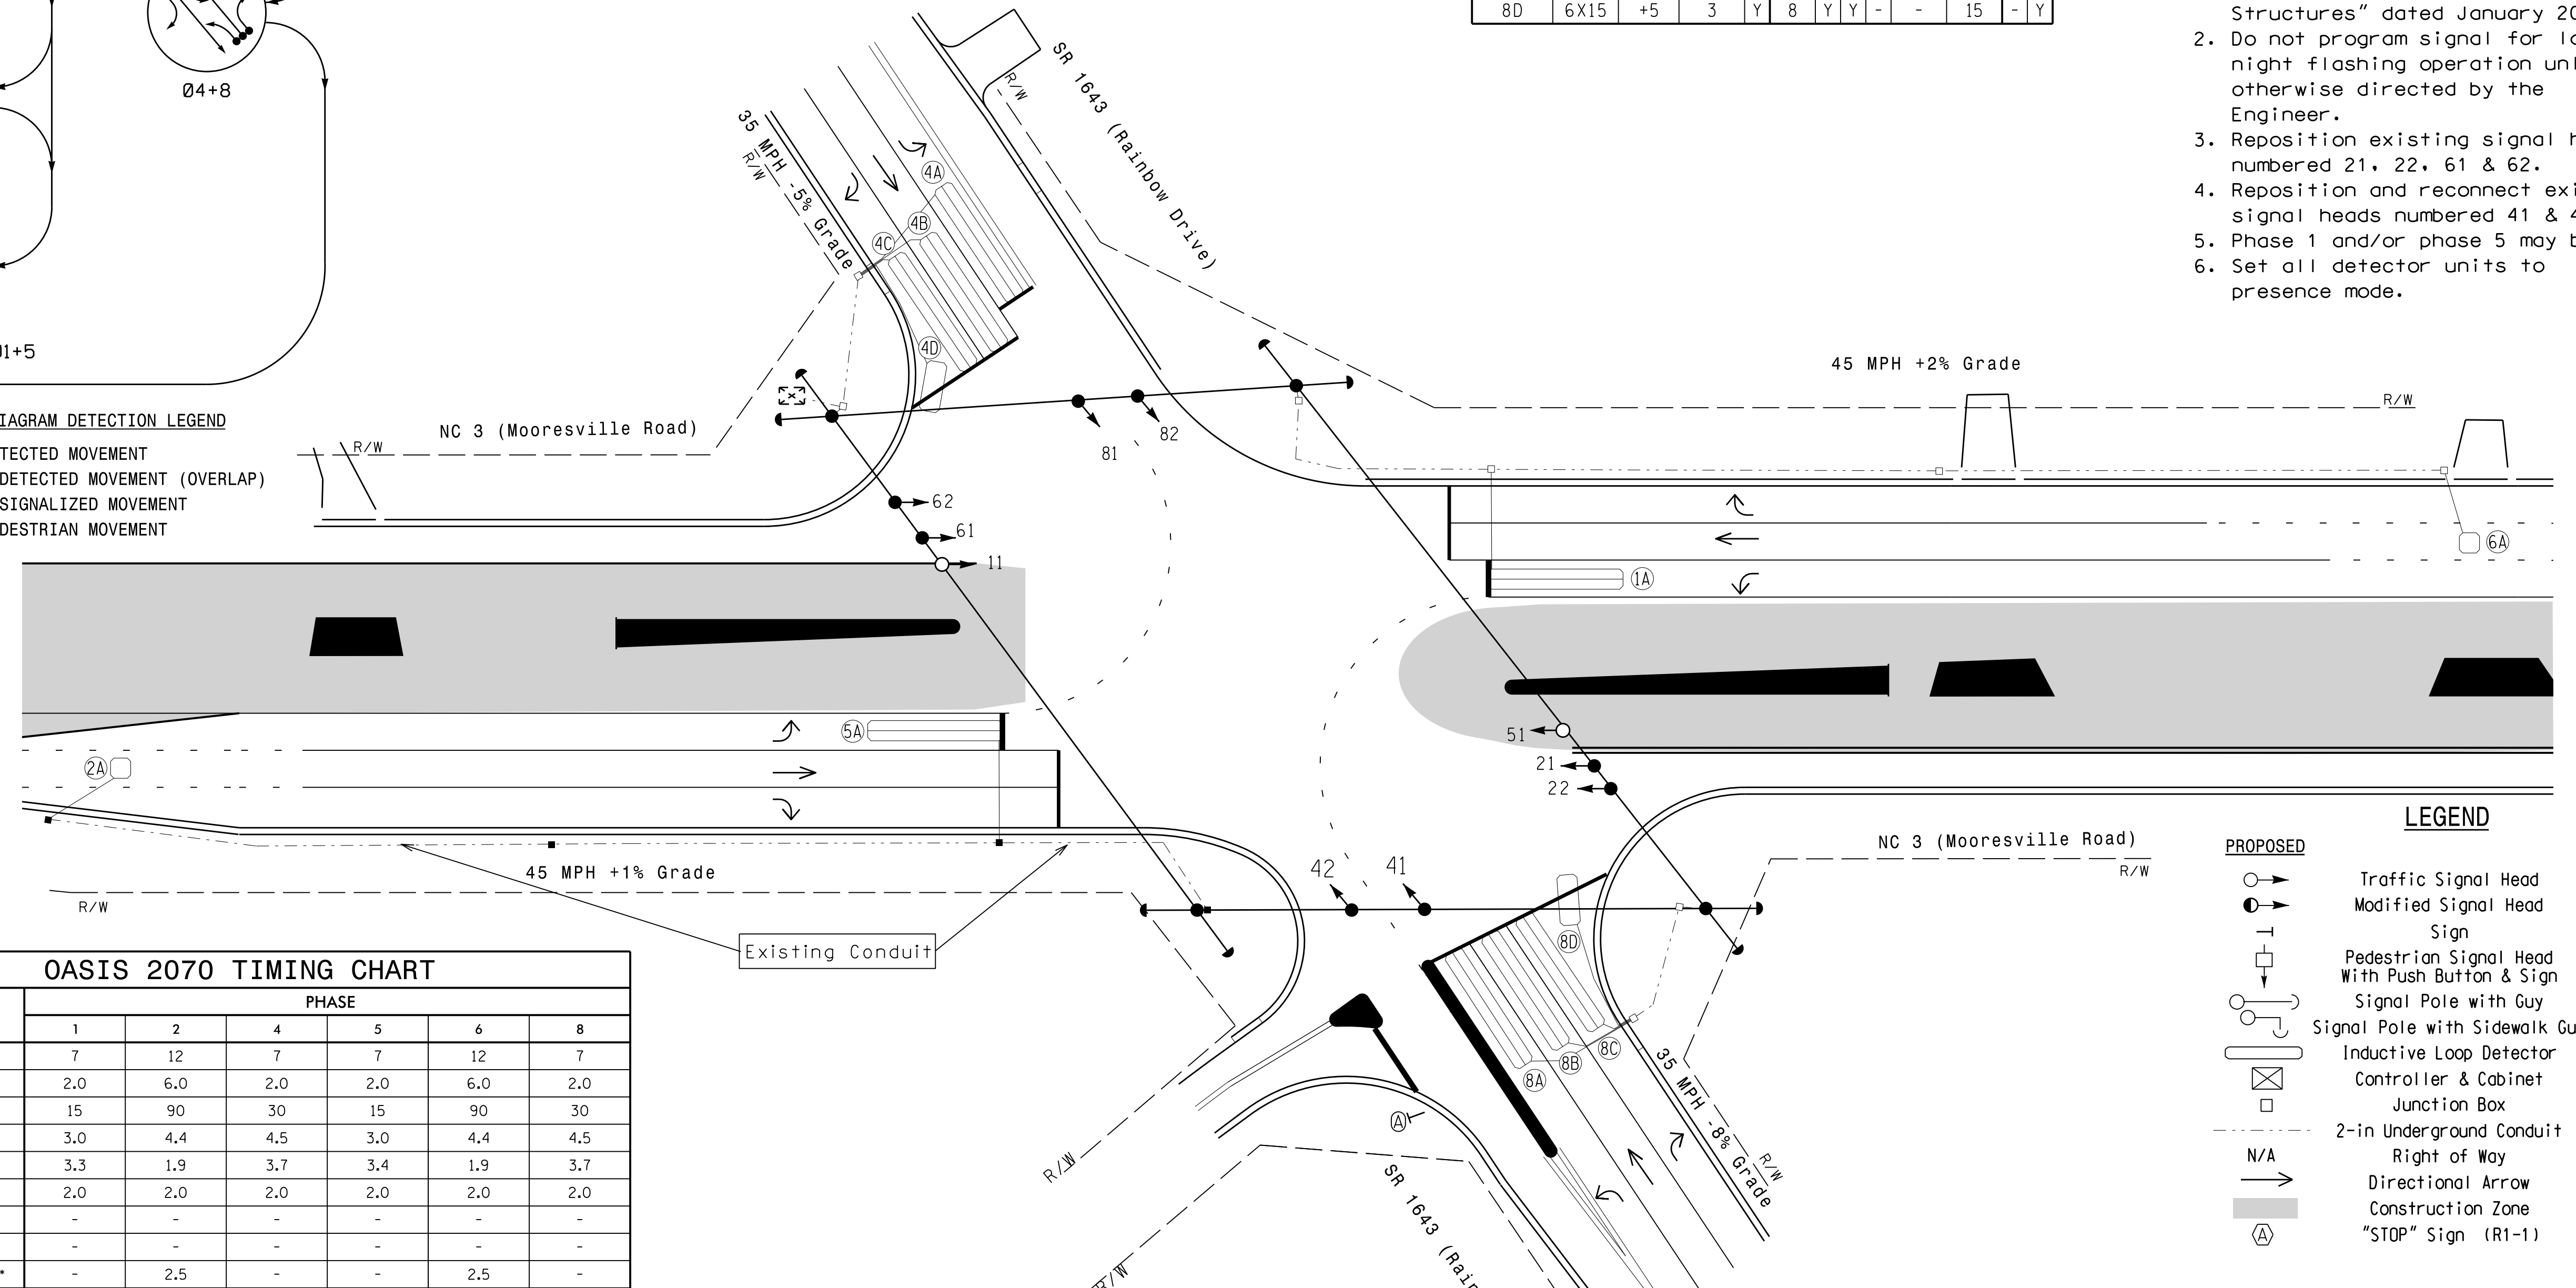 8D 6X15 +5 3 Y 8 Y Y - - 15 - Y
Structures" dated January
2. Do not program signal for
night flashing operation
otherwise directed by the
Engineer.
3. Reposition existing signal
numbered 21, 22, 61 & 62.
4. Reposition and reconnect
signal heads numbered 41 &
5. Phase 1 and/or phase 5 may
6. Set all detector units to
presence mode.
Ø4+8
01+5
DIAGRAM DETECTION LEGEND
TECTED MOVEMENT
DETECTED MOVEMENT (OVERLAP)
SIGNALIZED MOVEMENT
DESTRIAN MOVEMENT
SR 1643 (Rainbow Drive)
R/W
35 MPH -5% Grade
R/W
4A
4B
4C
4D
45 MPH +2% Grade
R/W
NC 3 (Mooresville Road)
R/W
81
82
62
61
11
6A
1A
5A
2A
51
21
22
45 MPH +1% Grade
R/W
NC 3 (Mooresville Road)
R/W
42
41
Existing Conduit
8D
8A
8B
8C
35 MPH -8% Grade
R/W
A
R/W
R/W
SR 1643
OASIS 2070 TIMING CHART
PHASE
1 2 4 5 6 8
7 12 7 7 12 7
2.0 6.0 2.0 2.0 6.0 2.0
15 90 30 15 90 30
3.0 4.4 4.5 3.0 4.4 4.5
3.3 1.9 3.7 3.4 1.9 3.7
2.0 2.0 2.0 2.0 2.0 2.0
- - - - - -
- - - - - -
* - 2.5 - - 2.5 -
LEGEND
PROPOSED
Traffic Signal Head
Modified Signal Head
Sign
Pedestrian Signal Head
With Push Button & Sign
Signal Pole with Guy
Signal Pole with Sidewalk
Inductive Loop Detector
Controller & Cabinet
Junction Box
2-in Underground Conduit
N/A Right of Way
Directional Arrow
Construction Zone
A "STOP" Sign (R1-1)